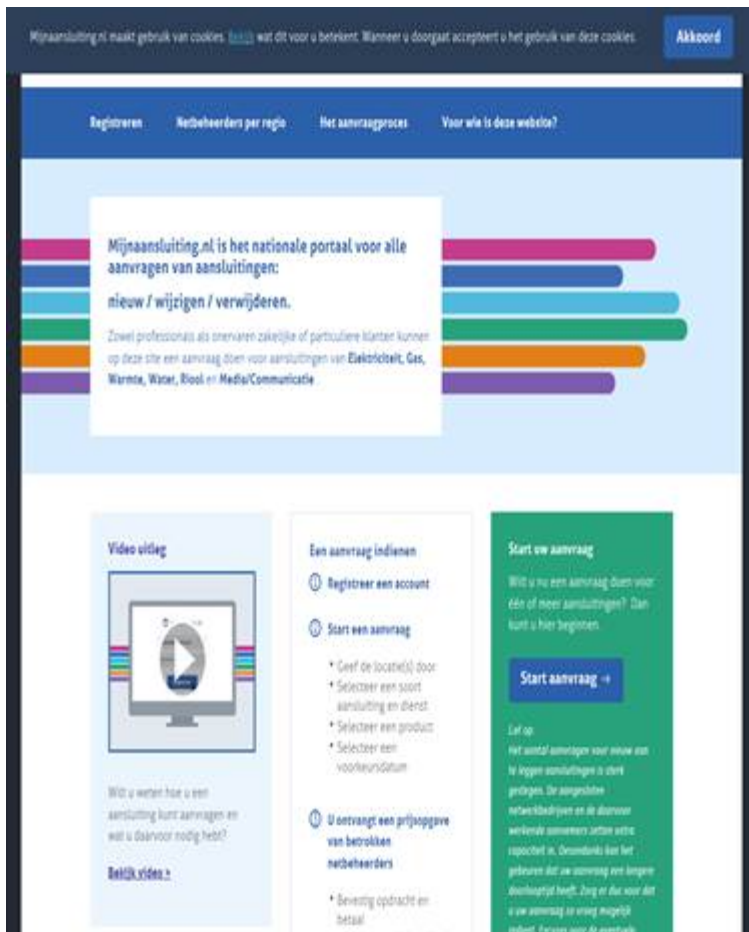 Mijnaansluiting.nl maakt gebruik van cookies. Bekijk wat dit voor u betekent. Wanneer u doorgaat accepteert u het gebruik van deze cookies.
Akkoord
Registreren
Netbeheerders per regio
Het aanvraagproces
Voor wie is deze website?
Mijnaansluiting.nl is het nationale portaal voor alle
aanvragen van aansluitingen:
nieuw / wijzigen / verwijderen.
Zowel professionals als onervaren zakelijke of particuliere klanten kunnen
op deze site een aanvraag doen voor aansluitingen van Elektriciteit, Gas,
Warmte, Water, Riool en Media/Communicatie
Video uitleg
Wilt u weten hoe u een
aansluiting kunt aanvragen en
wat u daarvoor nodig hebt?
Bekijk video >
Een aanvraag indienen
Registreer een account
Start een aanvraag
* Geef de locatie(s) door
* Selecteer een soort
aansluiting en dienst
* Selecteer een product
* Selecteer een
voorkeursdatum
U ontvangt een prijsopgave
van betrokken
netbeheerders
* Bevestig opdracht en
betaal
Start uw aanvraag
Wilt u nu een aanvraag doen voor
één of meer aansluitingen? Dan
kunt u hier beginnen.
Start aanvraag →
Let op
Het aantal aanvragen voor nieuw aan
te leggen aansluitingen is sterk
gestegen. De aangesloten
netwerkbedrijven en de daarvoor
werkende aannemers zetten extra
capaciteit in. Desondanks kan het
gebeuren dat uw aanvraag een langere
doorlooptijd heeft. Zorg er dus voor dat
u uw aanvraag zo vroeg mogelijk